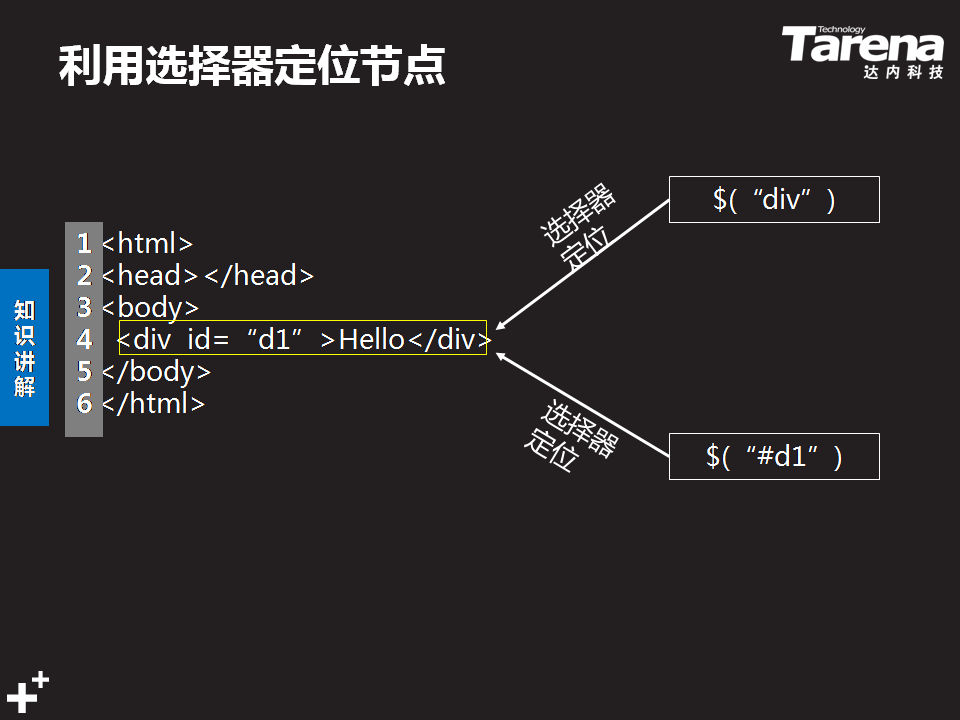 利用选择器定位节点
Technology
Tarena
达内科技
知识讲解
1 <html>
2 <head></head>
3 <body>
4 <div id=“d1”>Hello</div>
5 </body>
6 </html>
选择器
定位
$(“div”)
选择器
定位
$(“#d1”)